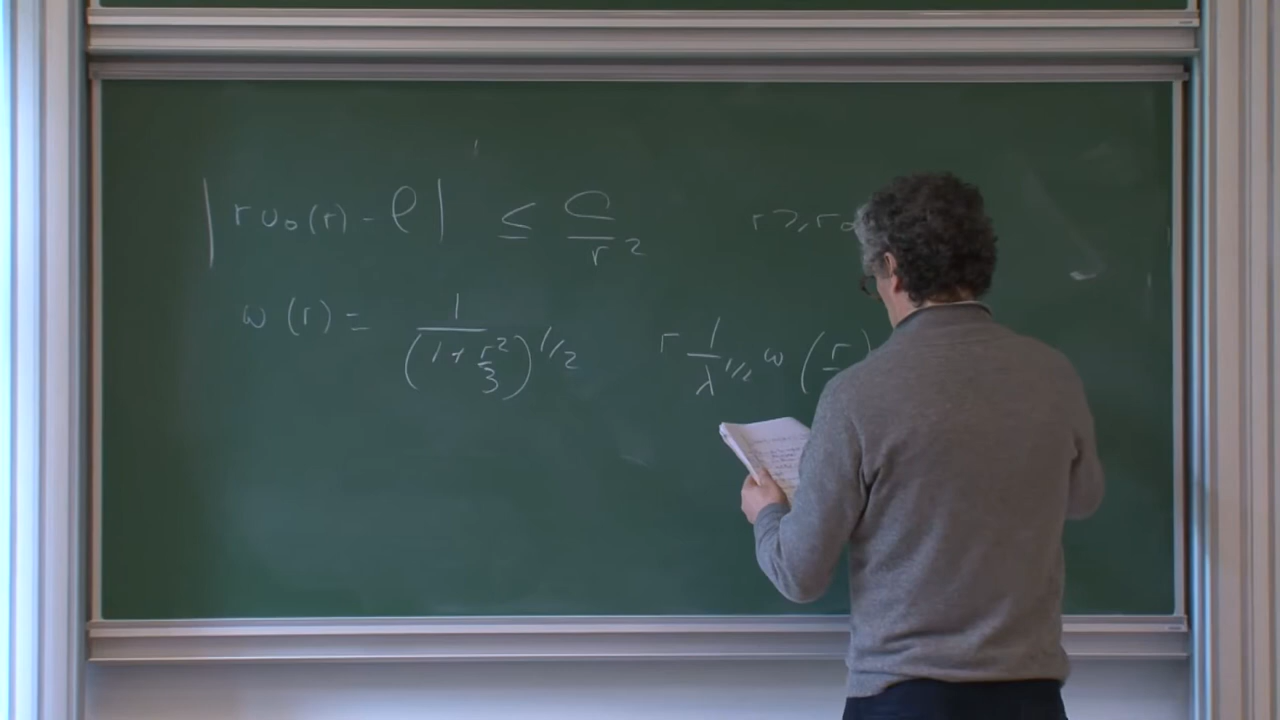 | r u₀(r) - ℓ | ≤ C/r² r ≥ r₀
ω(r) = 1/(1 + r²/3)^{1/2} r 1/λ^{1/2} ω(r/